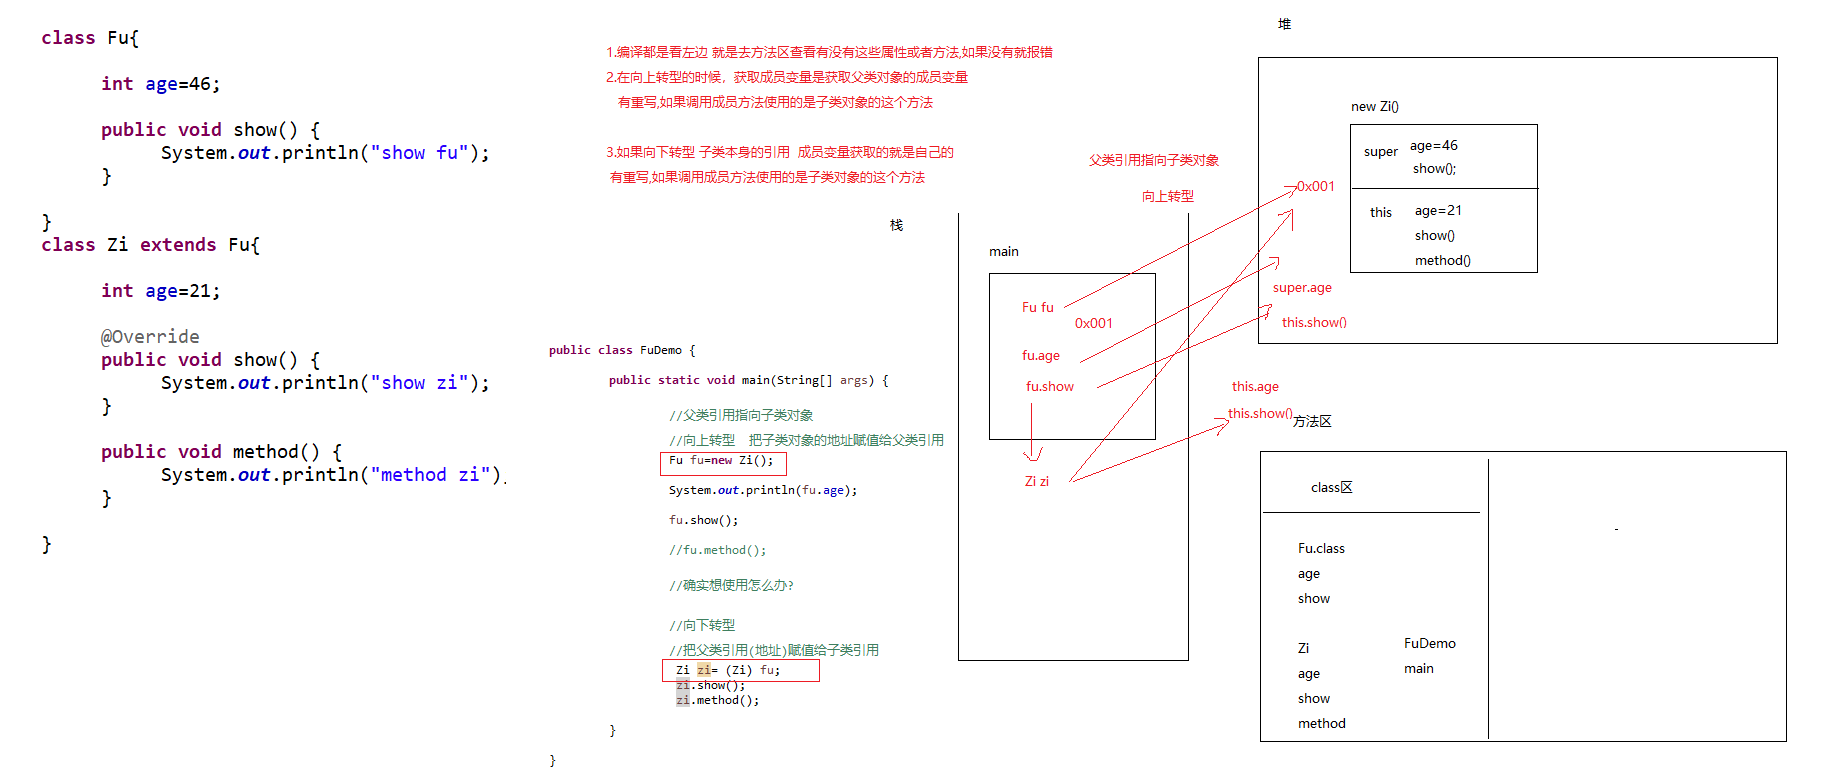 class Fu{
int age=46;
public void show() {
System.out.println("show fu");
}
}
class Zi extends Fu{
int age=21;
@Override
public void show() {
System.out.println("show zi");
}
public void method() {
System.out.println("method zi")
}
}
1.编译都是看左边 就是去方法区查看有没有这些属性或者方法,如果没有就报错
2.在向上转型的时候，获取成员变量是获取父类对象的成员变量
有重写,如果调用成员方法使用的是子类对象的这个方法
3.如果向下转型 子类本身的引用 成员变量获取的就是自己的
有重写,如果调用成员方法使用的是子类对象的这个方法
public class FuDemo {
public static void main(String[] args) {
//父类引用指向子类对象
//向上转型 把子类对象的地址赋值给父类引用
Fu fu=new Zi();
System.out.println(fu.age);
fu.show();
//fu.method();
//确实想使用怎么办?
//向下转型
//把父类引用(地址)赋值给子类引用
Zi zi= (Zi) fu;
zi.show();
zi.method();
}
}
栈
main
Fu fu
0x001
fu.age
fu.show
Zi zi
父类引用指向子类对象
向上转型
堆
new Zi()
super age=46
show();
0x001
this age=21
show()
method()
super.age
this.show()
this.age
this.show()
方法区
class区
Fu.class
age
show
Zi
age
show
method
FuDemo
main
-